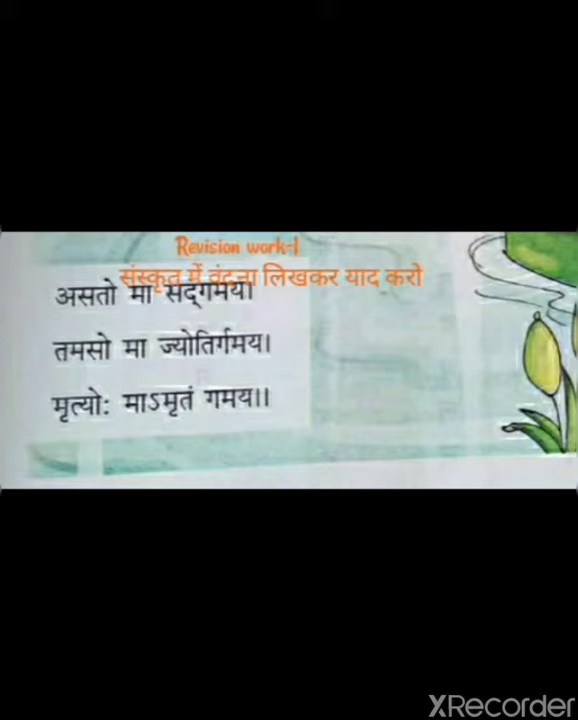 Revision work-1
संस्कृत में वंदना लिखकर याद करो
असतो मा सद्गमय।
तमसो मा ज्योतिर्गमय।
मृत्यो: माऽमृतं गमय।।
XRecorder